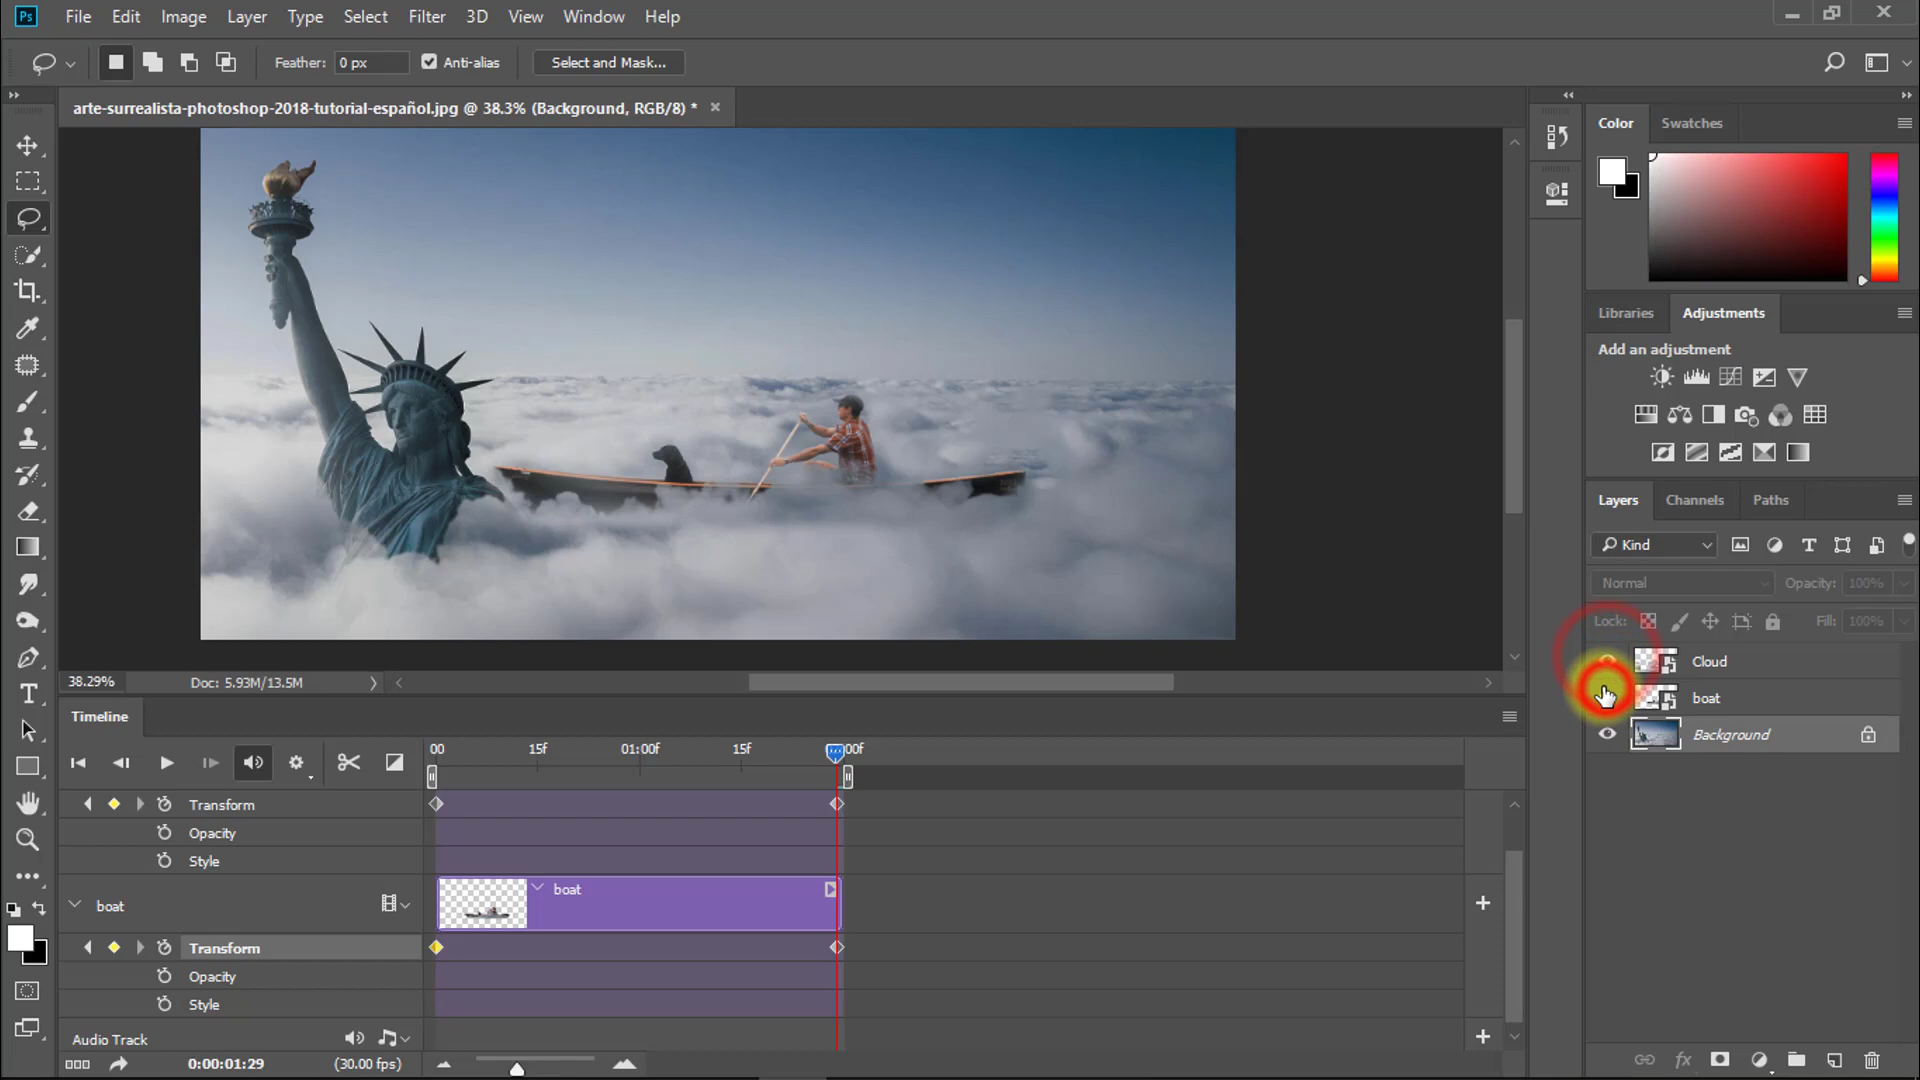 Ps File Edit Image Layer Type Select Filter 3D View Window Help
Feather: 0 px Anti-alias Select and Mask...
arte-surrealista-photoshop-2018-tutorial-español.jpg @ 38.3% (Background, RGB/8) * ×
Color Swatches
Libraries Adjustments
Add an adjustment
Layers Channels Paths
Kind
Normal Opacity: 100%
Lock: Fill: 100%
Cloud
boat
Background
38.29% Doc: 5.93M/13.5M
Timeline
00 15f 01:00f 15f 00f
Transform
Opacity
Style
boat
boat
Transform
Opacity
Style
Audio Track
0:00:01:29 (30.00 fps)